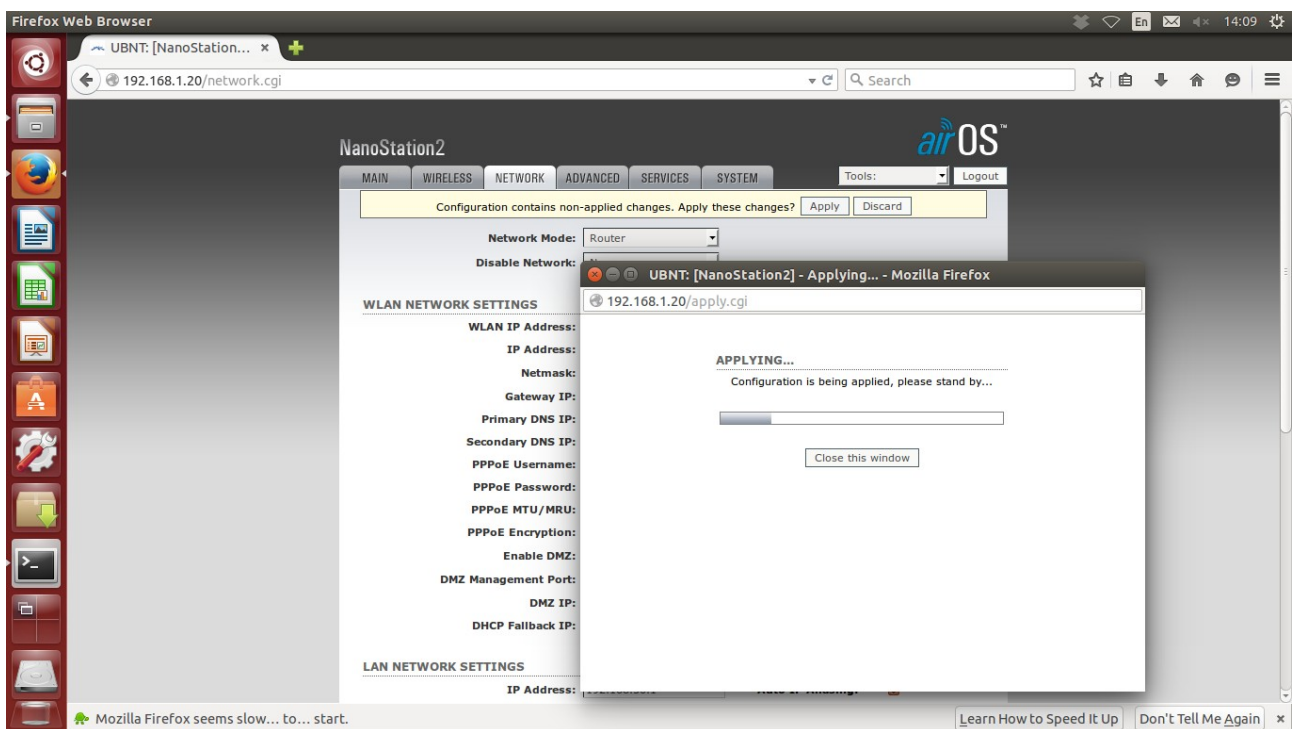 Firefox Web Browser
En
14:09
UBNT: [NanoStation...
192.168.1.20/network.cgi
Search
NanoStation2
airOS™
MAIN WIRELESS NETWORK ADVANCED SERVICES SYSTEM Tools: Logout
Configuration contains non-applied changes. Apply these changes? Apply Discard
Network Mode: Router
Disable Network:
UBNT: [NanoStation2] - Applying... - Mozilla Firefox
192.168.1.20/apply.cgi
WLAN NETWORK SETTINGS
WLAN IP Address:
IP Address:
Netmask:
Gateway IP:
Primary DNS IP:
Secondary DNS IP:
PPPoE Username:
PPPoE Password:
PPPoE MTU/MRU:
PPPoE Encryption:
Enable DMZ:
DMZ Management Port:
DMZ IP:
DHCP Fallback IP:
APPLYING...
Configuration is being applied, please stand by...
Close this window
LAN NETWORK SETTINGS
IP Address:
Mozilla Firefox seems slow... to... start.
Learn How to Speed It Up
Don't Tell Me Again